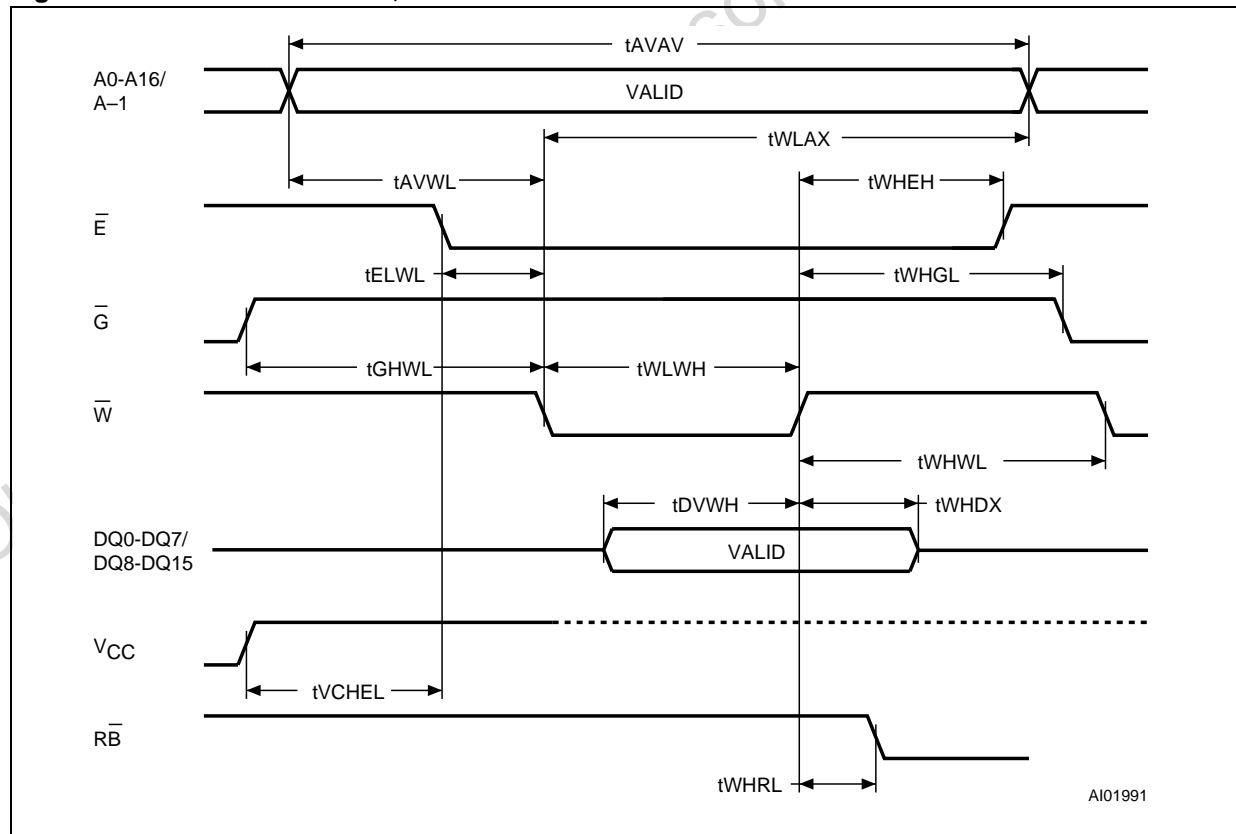 tAVAV
A0-A16/
A–1
VALID
tWLAX
tAVWL
tWHEH
E̅
tELWL
tWHGL
G̅
tGHWL
tWLWH
W̅
tWHWL
tDVWH
tWHDX
DQ0-DQ7/
DQ8-DQ15
VALID
VCC
tVCHEL
RB̅
tWHRL
AI01991